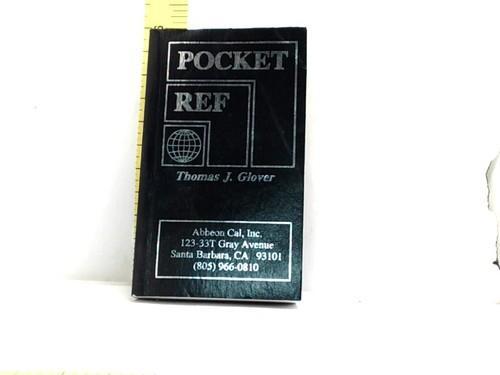 POCKET
REF
Thomas J. Glover
Abbeon Cal, Inc.
123-33T Gray Avenue
Santa Barbara, CA 93101
(805) 966-0810